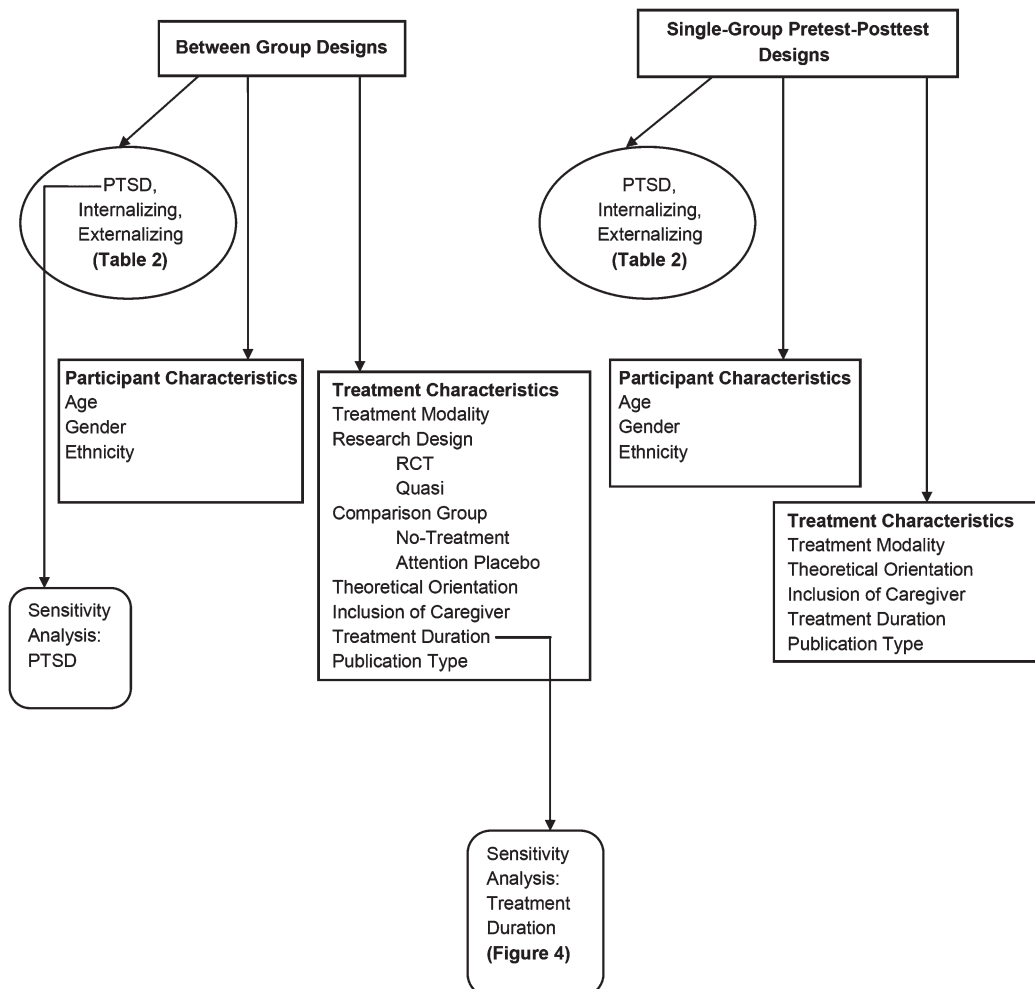 Between Group Designs
Single-Group Pretest-Posttest
Designs
PTSD,
Internalizing,
Externalizing
(Table 2)
PTSD,
Internalizing,
Externalizing
(Table 2)
Participant Characteristics
Age
Gender
Ethnicity
Treatment Characteristics
Treatment Modality
Research Design
RCT
Quasi
Comparison Group
No-Treatment
Attention Placebo
Theoretical Orientation
Inclusion of Caregiver
Treatment Duration
Publication Type
Participant Characteristics
Age
Gender
Ethnicity
Treatment Characteristics
Treatment Modality
Theoretical Orientation
Inclusion of Caregiver
Treatment Duration
Publication Type
Sensitivity
Analysis:
PTSD
Sensitivity
Analysis:
Treatment
Duration
(Figure 4)